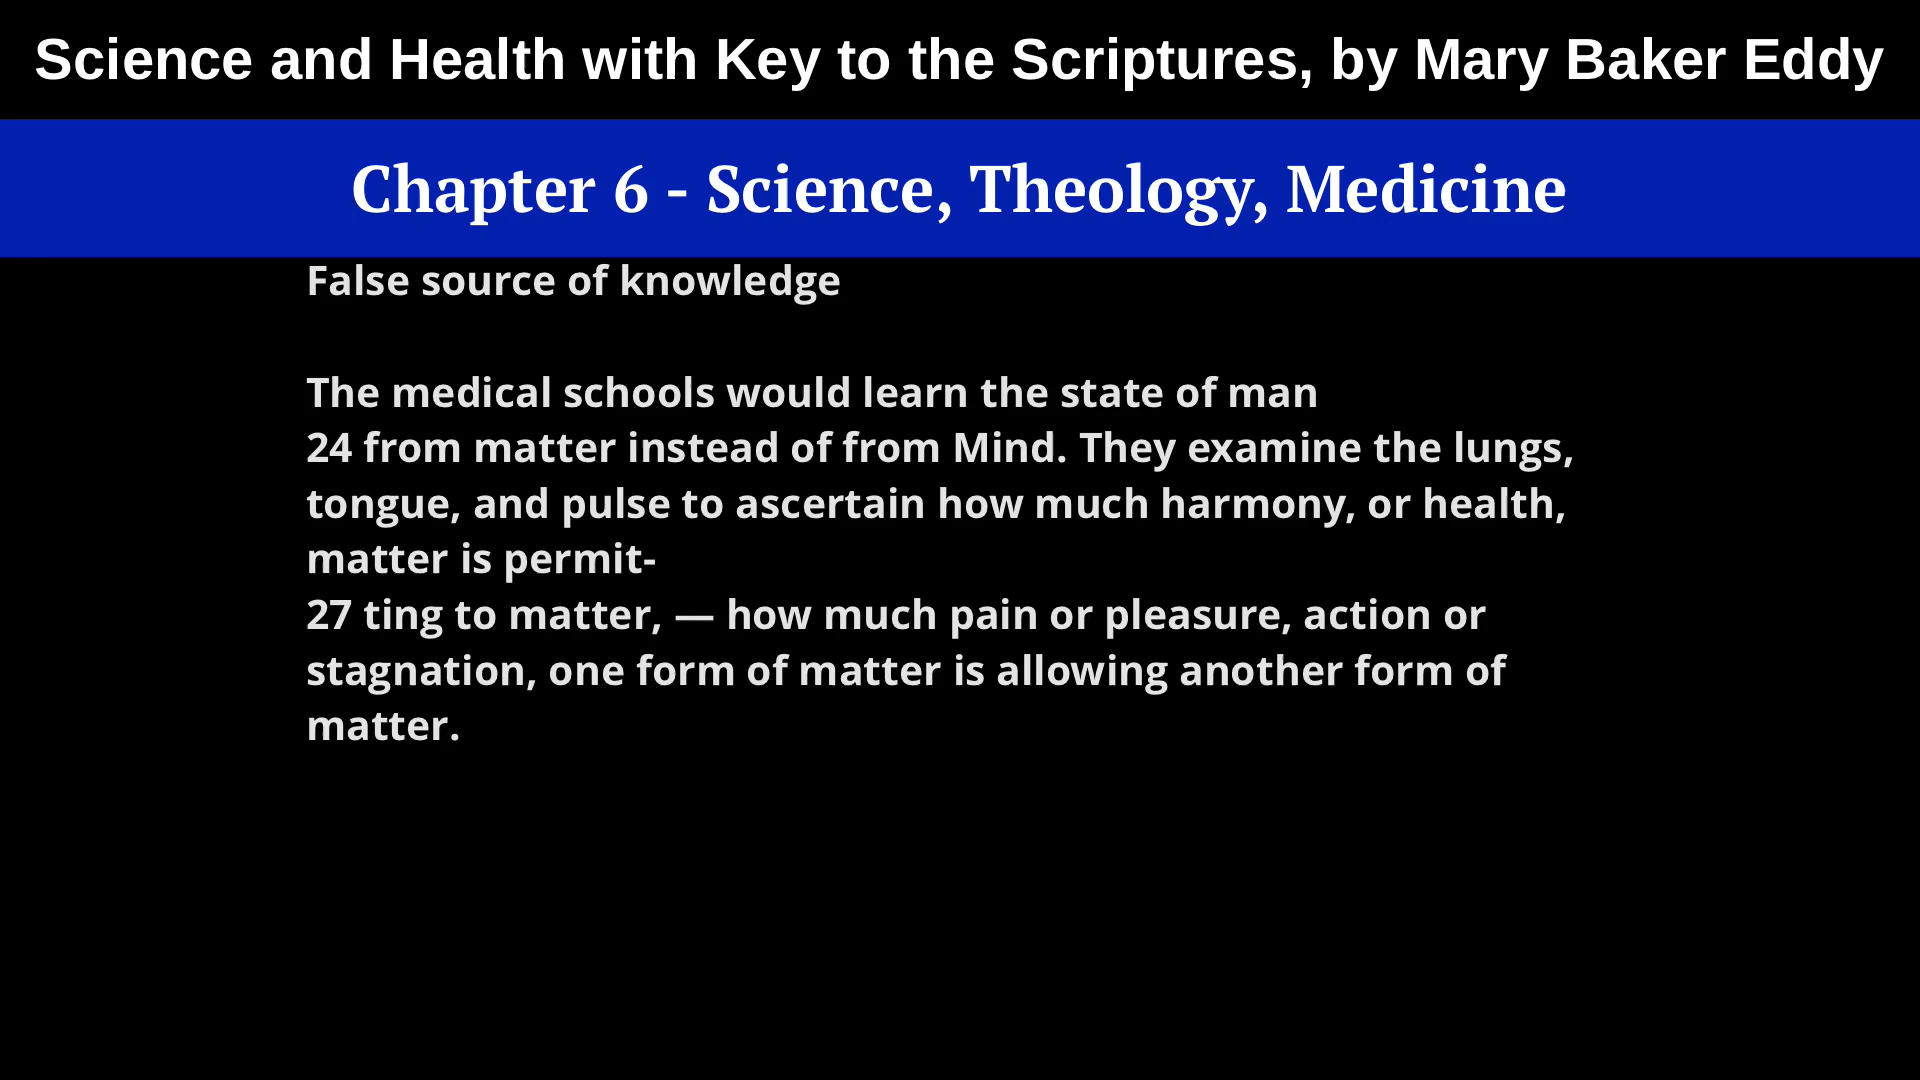 Science and Health with Key to the Scriptures, by Mary Baker Eddy
Chapter 6 - Science, Theology, Medicine
False source of knowledge
The medical schools would learn the state of man
24 from matter instead of from Mind. They examine the lungs,
tongue, and pulse to ascertain how much harmony, or health,
matter is permit-
27 ting to matter, — how much pain or pleasure, action or
stagnation, one form of matter is allowing another form of
matter.